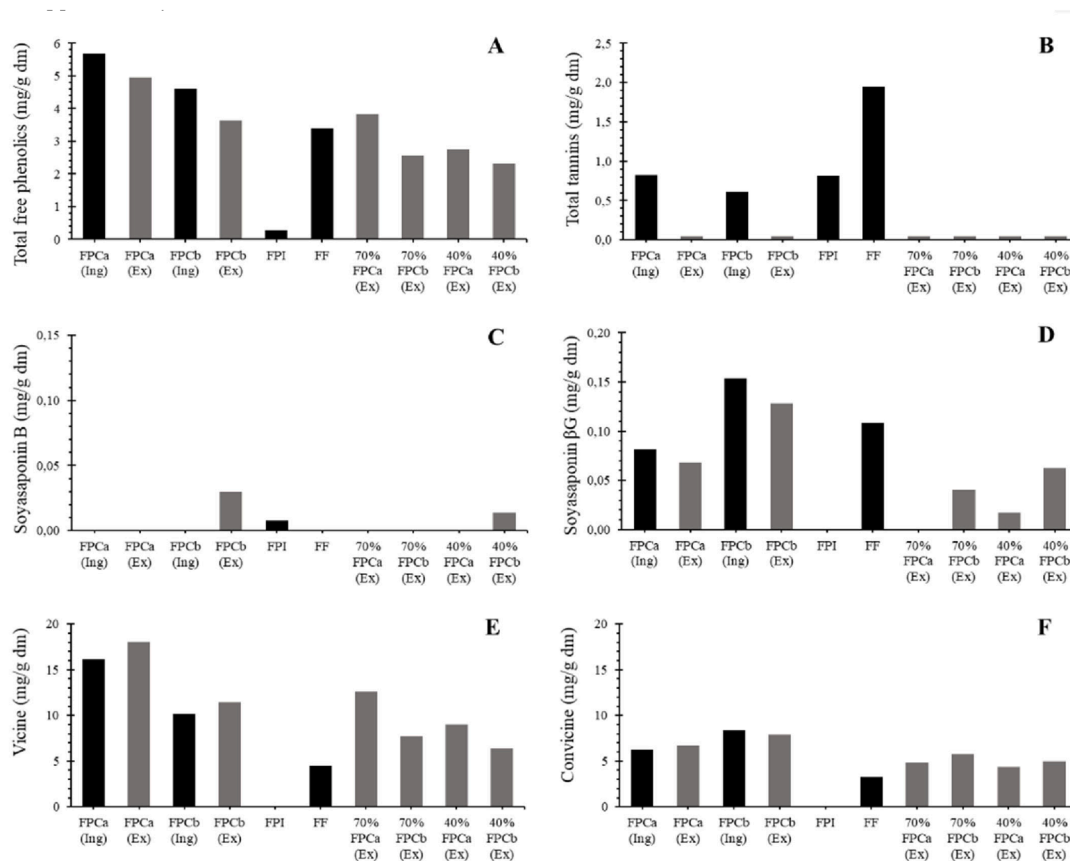 A
Total free phenolics (mg/g dm)
6
5
4
3
2
1
0
FPCa (Ing)
FPCa (Ex)
FPCb (Ing)
FPCb (Ex)
FPI
FF
70% FPCa (Ex)
70% FPCb (Ex)
40% FPCa (Ex)
40% FPCb (Ex)
B
Total tannins (mg/g dm)
2,5
2,0
1,5
1,0
0,5
0,0
FPCa (Ing)
FPCa (Ex)
FPCb (Ing)
FPCb (Ex)
FPI
FF
70% FPCa (Ex)
70% FPCb (Ex)
40% FPCa (Ex)
40% FPCb (Ex)
C
Soyasaponin B (mg/g dm)
0,15
0,10
0,05
0,00
FPCa (Ing)
FPCa (Ex)
FPCb (Ing)
FPCb (Ex)
FPI
FF
70% FPCa (Ex)
70% FPCb (Ex)
40% FPCa (Ex)
40% FPCb (Ex)
D
Soyasaponin βG (mg/g dm)
0,20
0,15
0,10
0,05
0,00
FPCa (Ing)
FPCa (Ex)
FPCb (Ing)
FPCb (Ex)
FPI
FF
70% FPCa (Ex)
70% FPCb (Ex)
40% FPCa (Ex)
40% FPCb (Ex)
E
Vicine (mg/g dm)
20
15
10
5
0
FPCa (Ing)
FPCa (Ex)
FPCb (Ing)
FPCb (Ex)
FPI
FF
70% FPCa (Ex)
70% FPCb (Ex)
40% FPCa (Ex)
40% FPCb (Ex)
F
Convicine (mg/g dm)
20
15
10
5
0
FPCa (Ing)
FPCa (Ex)
FPCb (Ing)
FPCb (Ex)
FPI
FF
70% FPCa (Ex)
70% FPCb (Ex)
40% FPCa (Ex)
40% FPCb (Ex)